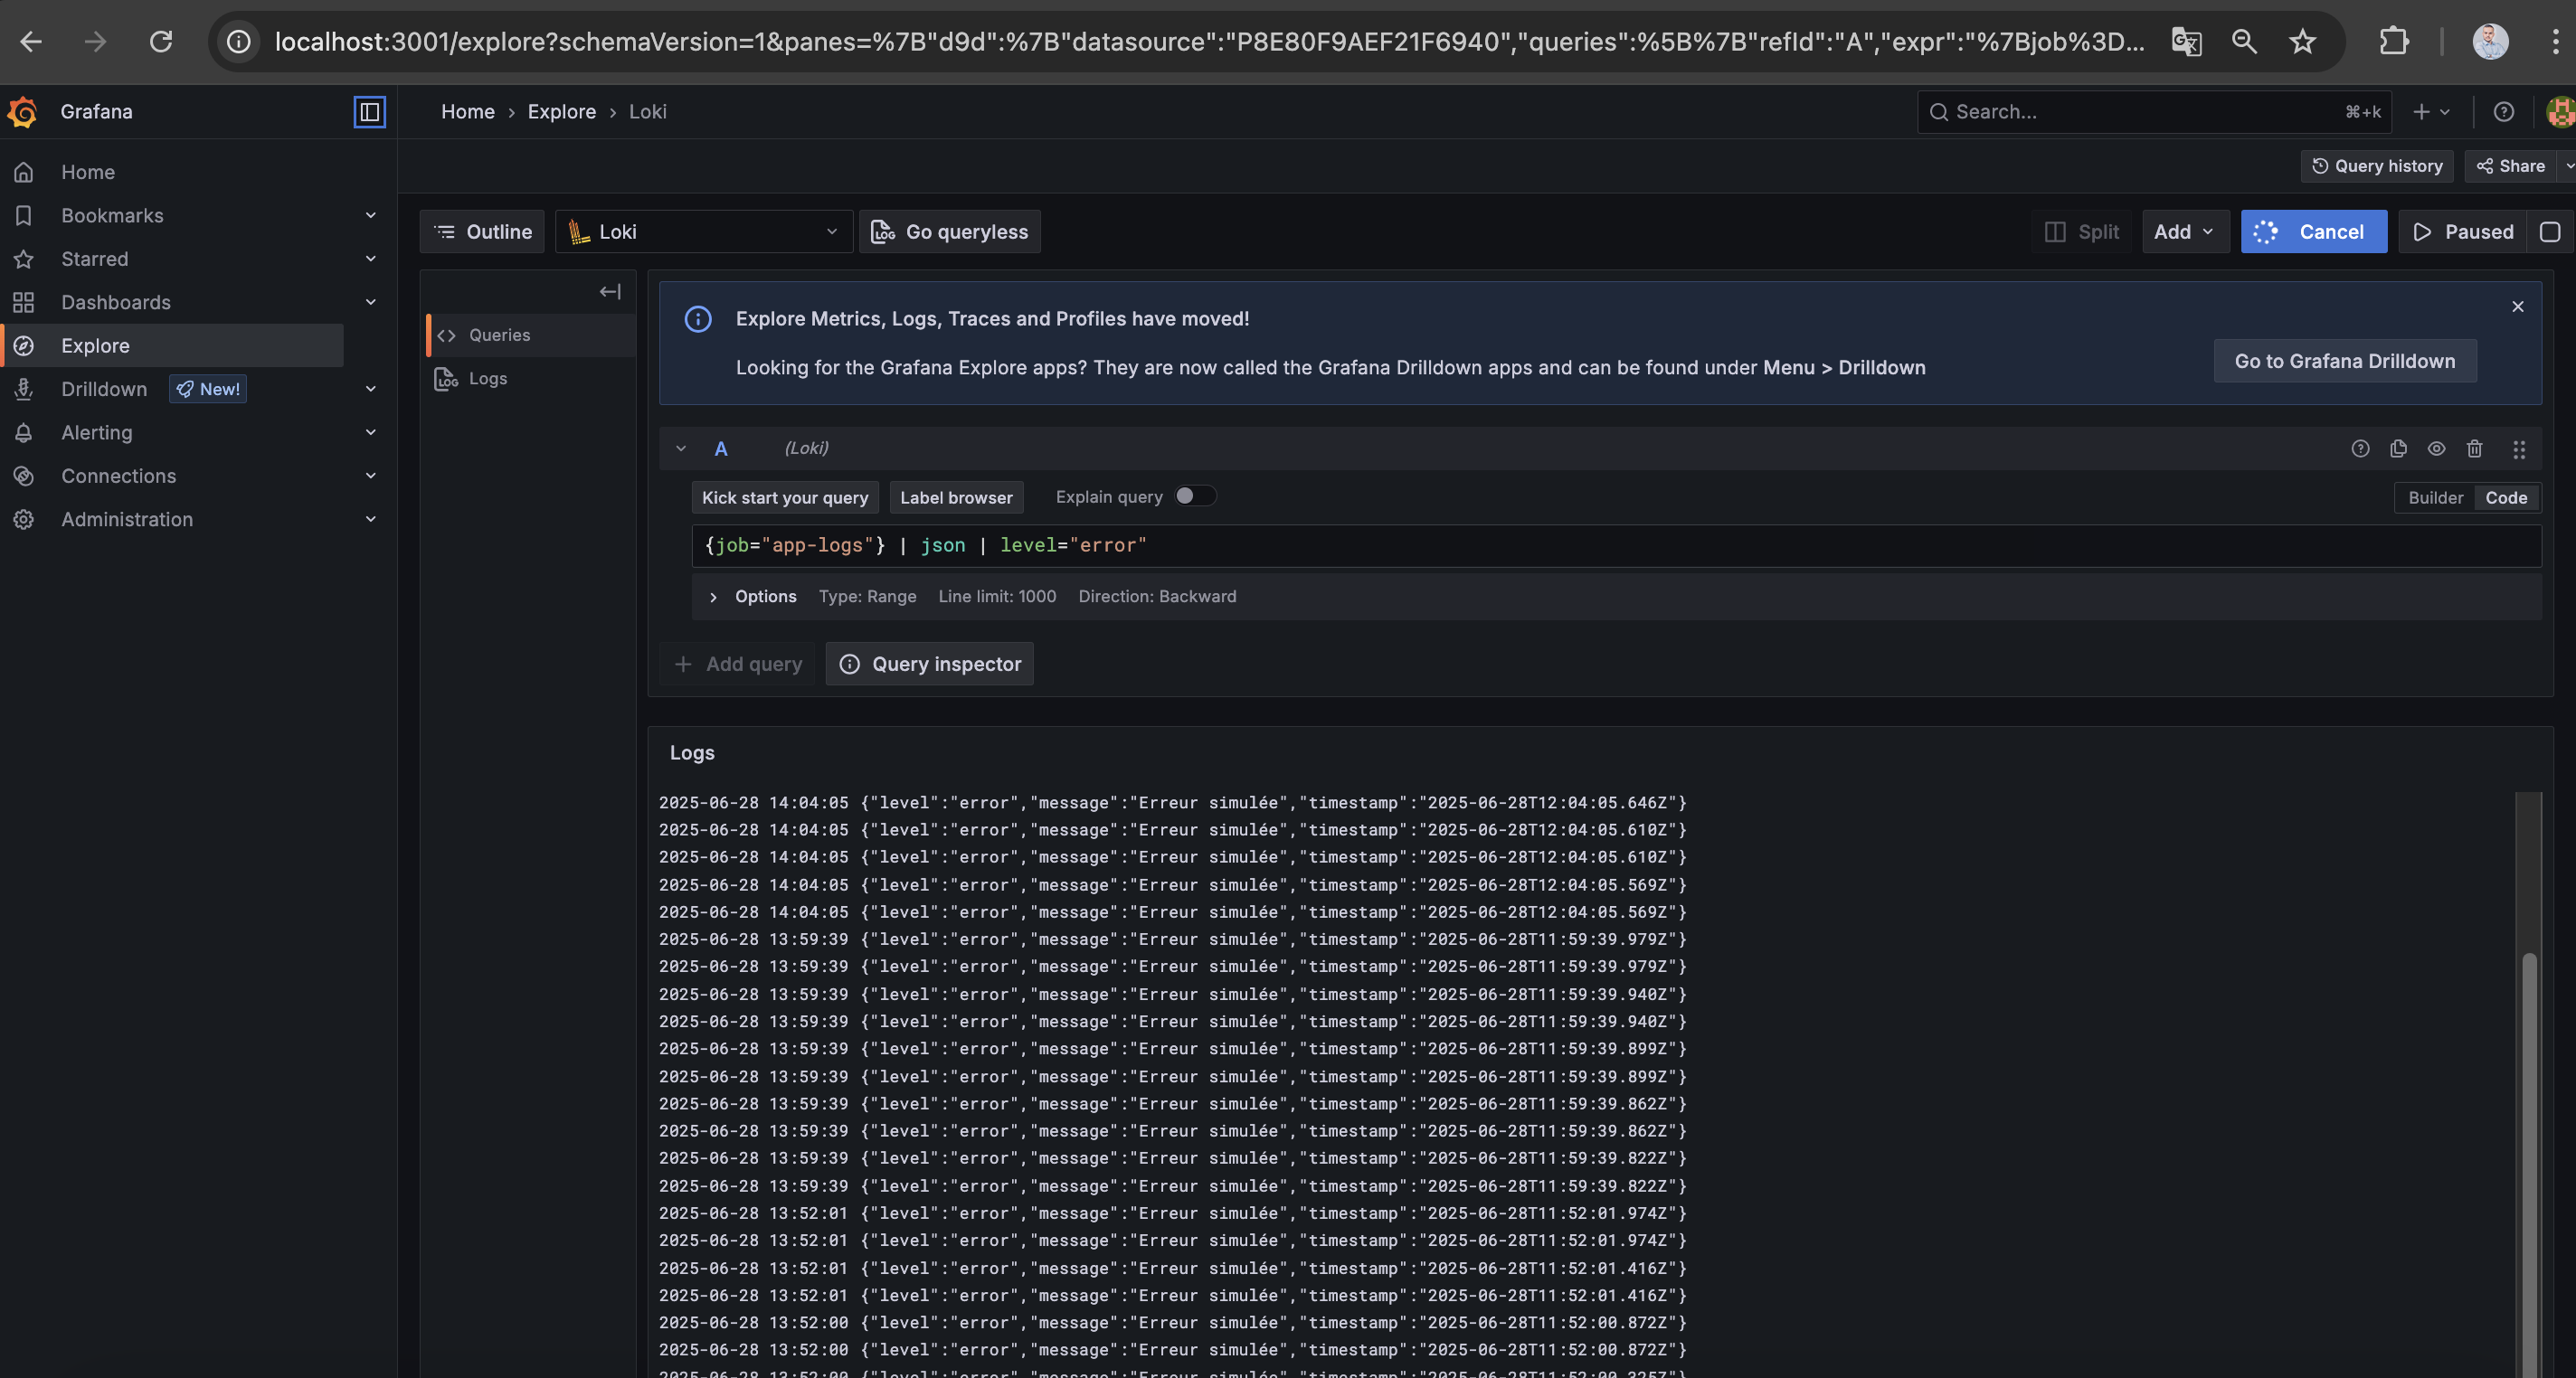 localhost:3001/explore?schemaVersion=1&panes=%7B"d9d":%7B"datasource":"P8E80F9AEF21F6940","queries":%5B%7B"refId":"A","expr":"%7Bjob%3D...
Grafana
Home > Explore > Loki
Search... ⌘+k
Query history Share
Home
Bookmarks
Starred
Dashboards
Explore
Drilldown New!
Alerting
Connections
Administration
Outline Loki LOG Go queryless Split Add Cancel Paused
Queries
LOG Logs
Explore Metrics, Logs, Traces and Profiles have moved!
Looking for the Grafana Explore apps? They are now called the Grafana Drilldown apps and can be found under Menu > Drilldown
Go to Grafana Drilldown
A (Loki)
Kick start your query Label browser Explain query Builder Code
{job="app-logs"} | json | level="error"
Options Type: Range Line limit: 1000 Direction: Backward
+ Add query Query inspector
Logs
2025-06-28 14:04:05 {"level":"error","message":"Erreur simulée","timestamp":"2025-06-28T12:04:05.646Z"}
2025-06-28 14:04:05 {"level":"error","message":"Erreur simulée","timestamp":"2025-06-28T12:04:05.610Z"}
2025-06-28 14:04:05 {"level":"error","message":"Erreur simulée","timestamp":"2025-06-28T12:04:05.610Z"}
2025-06-28 14:04:05 {"level":"error","message":"Erreur simulée","timestamp":"2025-06-28T12:04:05.569Z"}
2025-06-28 14:04:05 {"level":"error","message":"Erreur simulée","timestamp":"2025-06-28T12:04:05.569Z"}
2025-06-28 13:59:39 {"level":"error","message":"Erreur simulée","timestamp":"2025-06-28T11:59:39.979Z"}
2025-06-28 13:59:39 {"level":"error","message":"Erreur simulée","timestamp":"2025-06-28T11:59:39.979Z"}
2025-06-28 13:59:39 {"level":"error","message":"Erreur simulée","timestamp":"2025-06-28T11:59:39.940Z"}
2025-06-28 13:59:39 {"level":"error","message":"Erreur simulée","timestamp":"2025-06-28T11:59:39.940Z"}
2025-06-28 13:59:39 {"level":"error","message":"Erreur simulée","timestamp":"2025-06-28T11:59:39.899Z"}
2025-06-28 13:59:39 {"level":"error","message":"Erreur simulée","timestamp":"2025-06-28T11:59:39.899Z"}
2025-06-28 13:59:39 {"level":"error","message":"Erreur simulée","timestamp":"2025-06-28T11:59:39.862Z"}
2025-06-28 13:59:39 {"level":"error","message":"Erreur simulée","timestamp":"2025-06-28T11:59:39.862Z"}
2025-06-28 13:59:39 {"level":"error","message":"Erreur simulée","timestamp":"2025-06-28T11:59:39.822Z"}
2025-06-28 13:59:39 {"level":"error","message":"Erreur simulée","timestamp":"2025-06-28T11:59:39.822Z"}
2025-06-28 13:52:01 {"level":"error","message":"Erreur simulée","timestamp":"2025-06-28T11:52:01.974Z"}
2025-06-28 13:52:01 {"level":"error","message":"Erreur simulée","timestamp":"2025-06-28T11:52:01.974Z"}
2025-06-28 13:52:01 {"level":"error","message":"Erreur simulée","timestamp":"2025-06-28T11:52:01.416Z"}
2025-06-28 13:52:01 {"level":"error","message":"Erreur simulée","timestamp":"2025-06-28T11:52:01.416Z"}
2025-06-28 13:52:00 {"level":"error","message":"Erreur simulée","timestamp":"2025-06-28T11:52:00.872Z"}
2025-06-28 13:52:00 {"level":"error","message":"Erreur simulée","timestamp":"2025-06-28T11:52:00.872Z"}
2025-06-28 13:52:00 {"level":"error","message":"Erreur simulée","timestamp":"2025-06-28T11:52:00.325Z"}